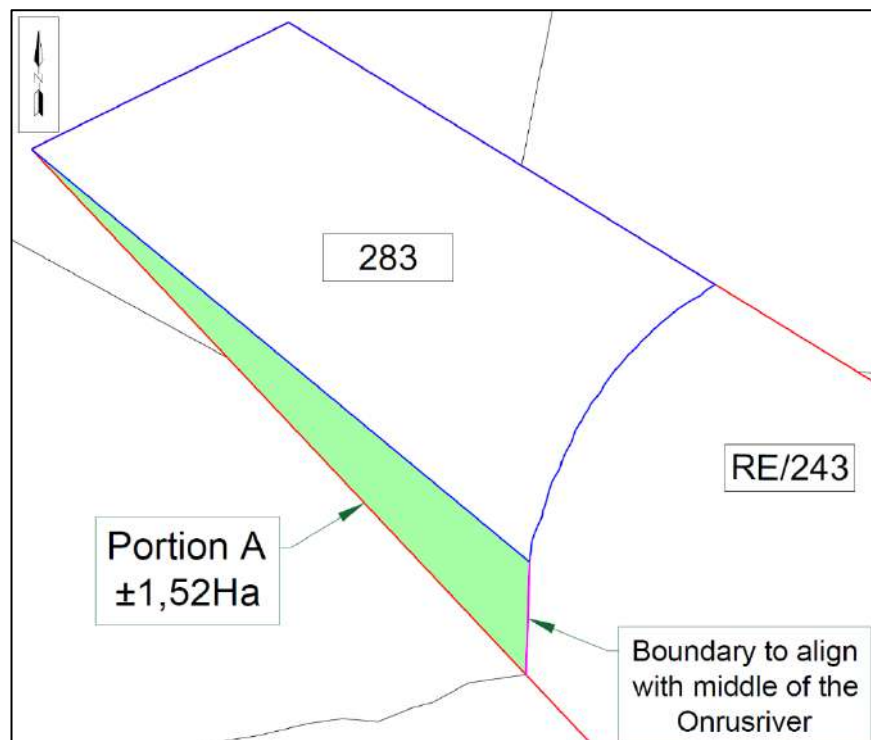 N
283
RE/243
Portion A
±1,52Ha
Boundary to align
with middle of the
Onrusriver